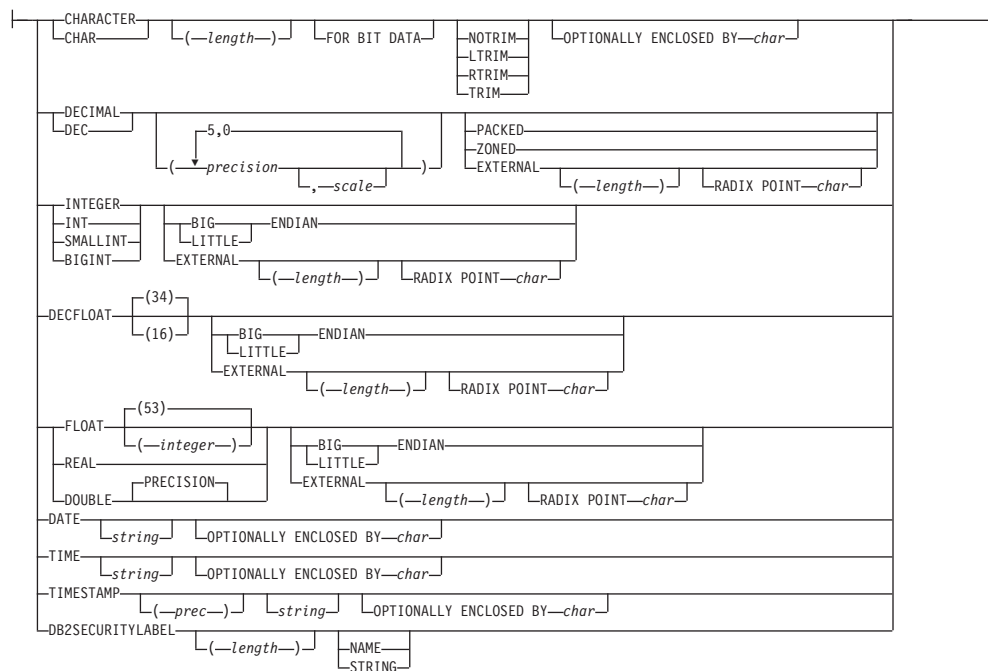 CHARACTER
CHAR ( length ) FOR BIT DATA NOTRIM OPTIONALLY ENCLOSED BY char
LTRIM
RTRIM
TRIM
DECIMAL
DEC 5,0 PACKED
( precision ) ZONED
, scale EXTERNAL
( length ) RADIX POINT char
INTEGER
INT BIG ENDIAN
SMALLINT LITTLE
BIGINT EXTERNAL
( length ) RADIX POINT char
(34)
DECFLOAT
(16) BIG ENDIAN
LITTLE
EXTERNAL
( length ) RADIX POINT char
(53)
FLOAT
( integer ) BIG ENDIAN
REAL LITTLE
PRECISION EXTERNAL
DOUBLE ( length ) RADIX POINT char
DATE
string OPTIONALLY ENCLOSED BY char
TIME
string OPTIONALLY ENCLOSED BY char
TIMESTAMP
( prec ) string OPTIONALLY ENCLOSED BY char
DB2SECURITYLABEL
( length ) NAME
STRING